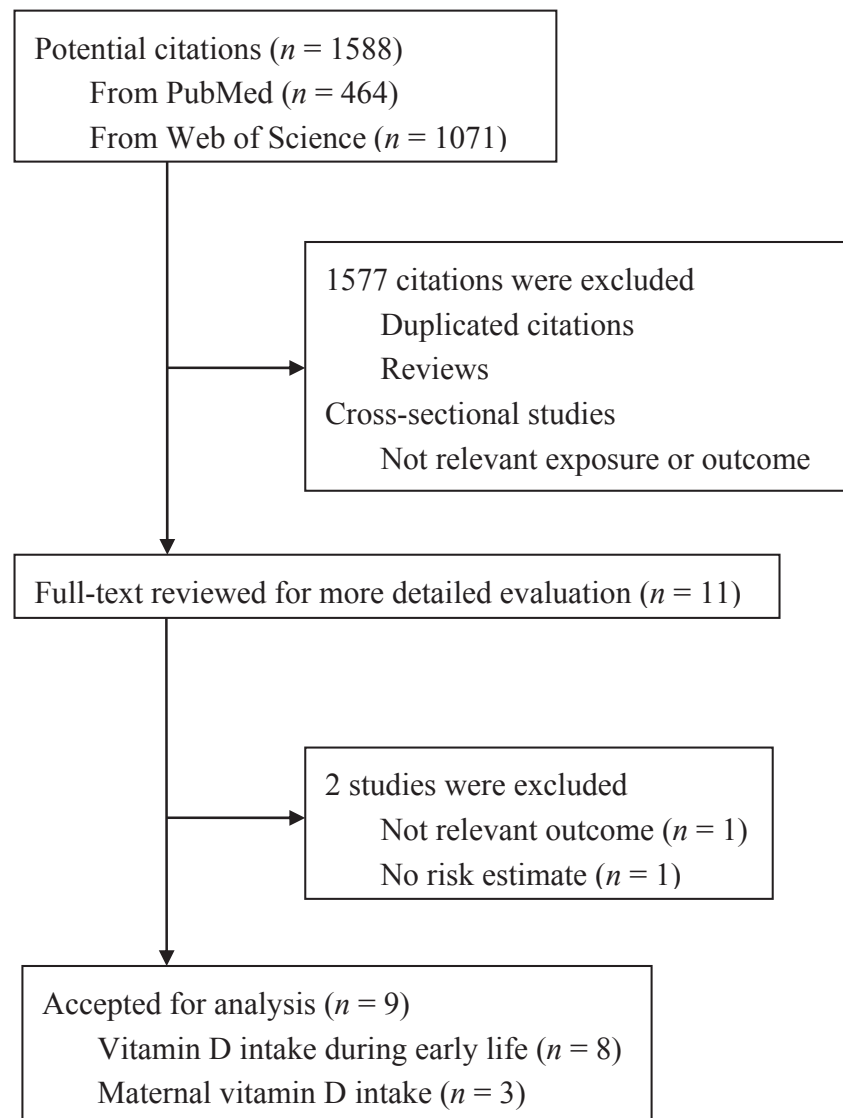 Potential citations (n = 1588)
From PubMed (n = 464)
From Web of Science (n = 1071)
1577 citations were excluded
Duplicated citations
Reviews
Cross-sectional studies
Not relevant exposure or outcome
Full-text reviewed for more detailed evaluation (n = 11)
2 studies were excluded
Not relevant outcome (n = 1)
No risk estimate (n = 1)
Accepted for analysis (n = 9)
Vitamin D intake during early life (n = 8)
Maternal vitamin D intake (n = 3)